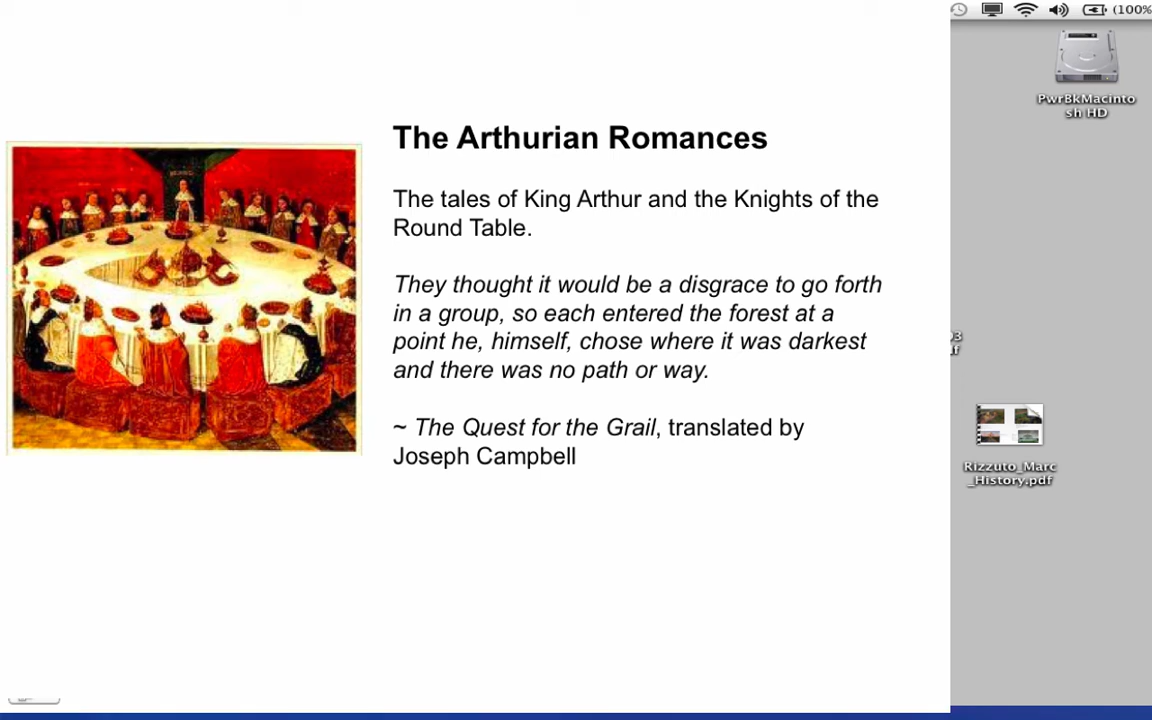 (100%
PwrBkMacinto
sh HD
The Arthurian Romances
The tales of King Arthur and the Knights of the
Round Table.
They thought it would be a disgrace to go forth
in a group, so each entered the forest at a
point he, himself, chose where it was darkest
and there was no path or way.
~ The Quest for the Grail, translated by
Joseph Campbell
Rizzuto_Marc
_History.pdf